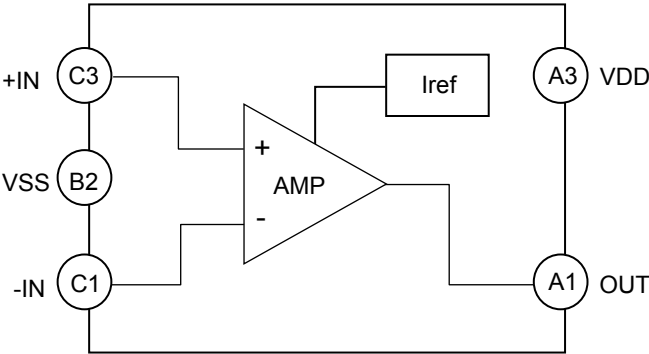 +IN C3
Iref
A3 VDD
+
VSS B2
AMP
-
-IN C1
A1 OUT